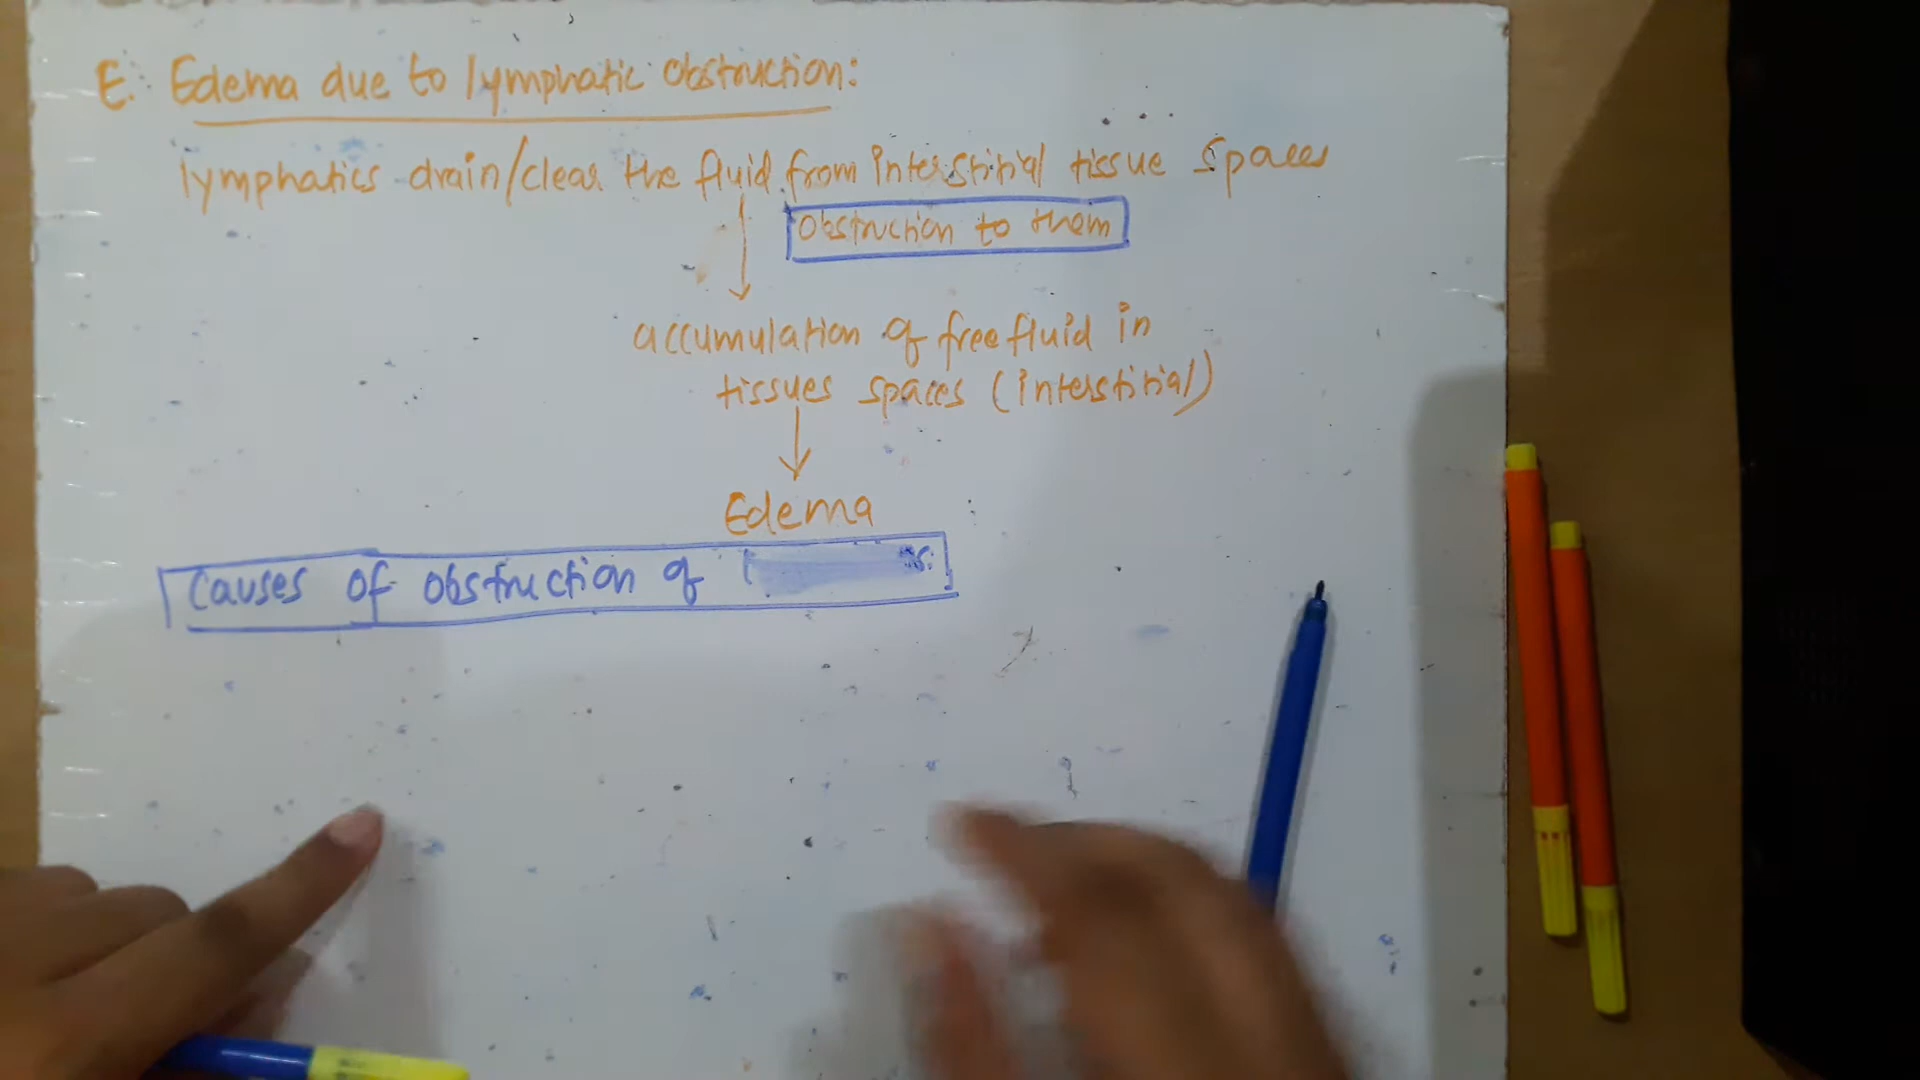 E. Edema due to lymphatic obstruction:
lymphatics drain/clear the fluid from interstitial tissue spaces
obstruction to them
accumulation of free fluid in
tissues spaces (interstitial)
Edema
Causes of obstruction of